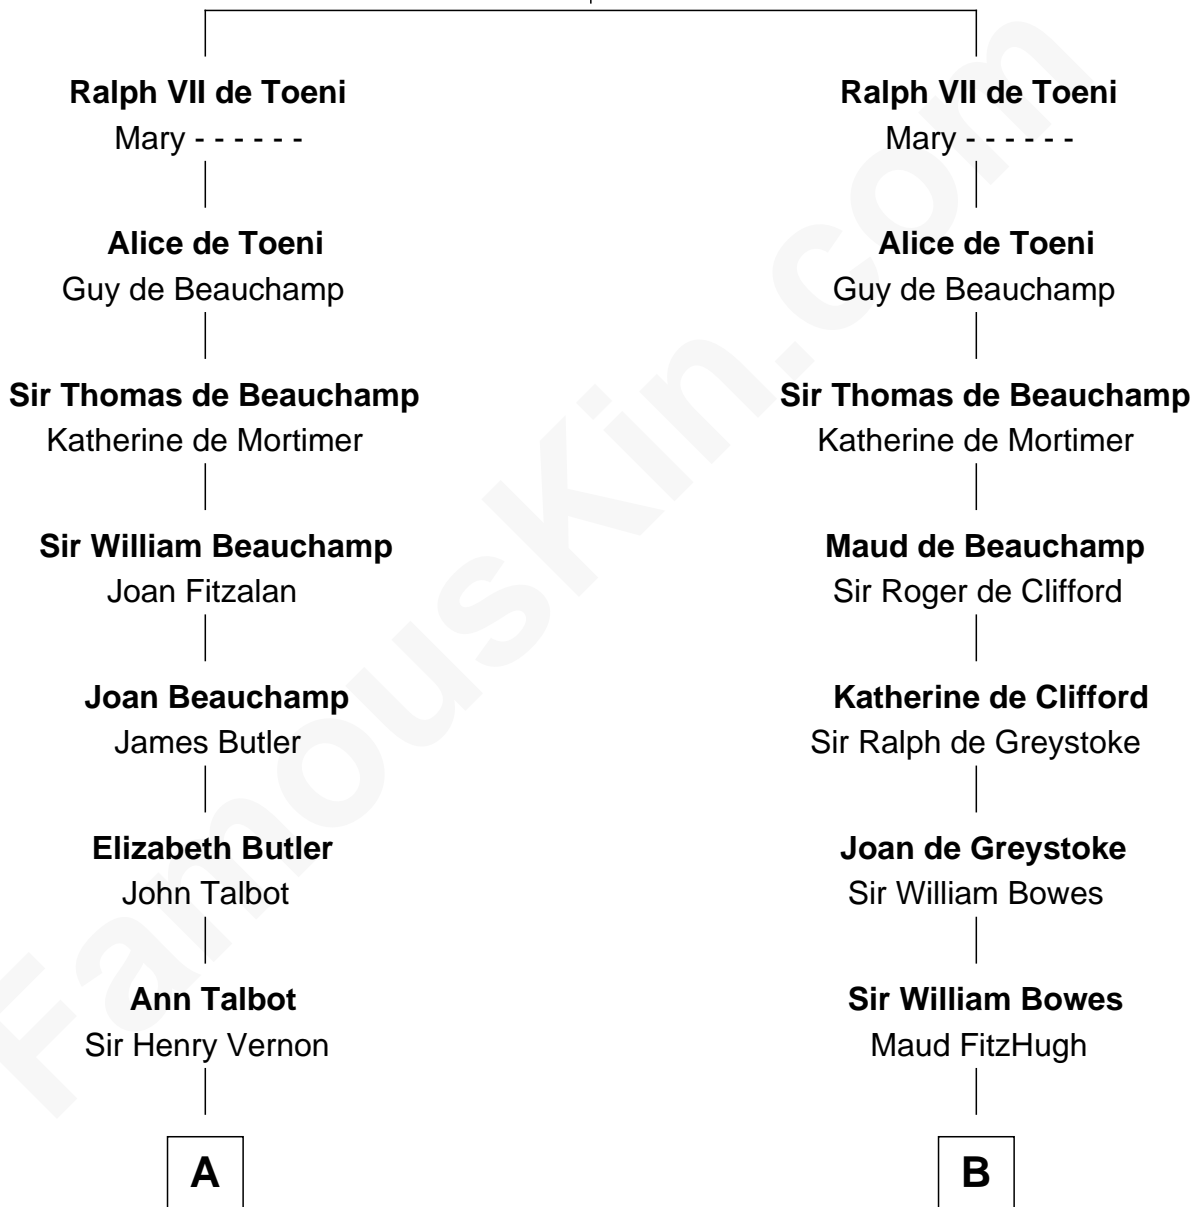 Ralph VII de Toeni
Mary - - - - - -
Alice de Toeni
Guy de Beauchamp
Sir Thomas de Beauchamp
Katherine de Mortimer
Sir William Beauchamp
Joan Fitzalan
Joan Beauchamp
James Butler
Elizabeth Butler
John Talbot
Ann Talbot
Sir Henry Vernon
A
Ralph VII de Toeni
Mary - - - - - -
Alice de Toeni
Guy de Beauchamp
Sir Thomas de Beauchamp
Katherine de Mortimer
Maud de Beauchamp
Sir Roger de Clifford
Katherine de Clifford
Sir Ralph de Greystoke
Joan de Greystoke
Sir William Bowes
Sir William Bowes
Maud FitzHugh
B
FamousKin.com